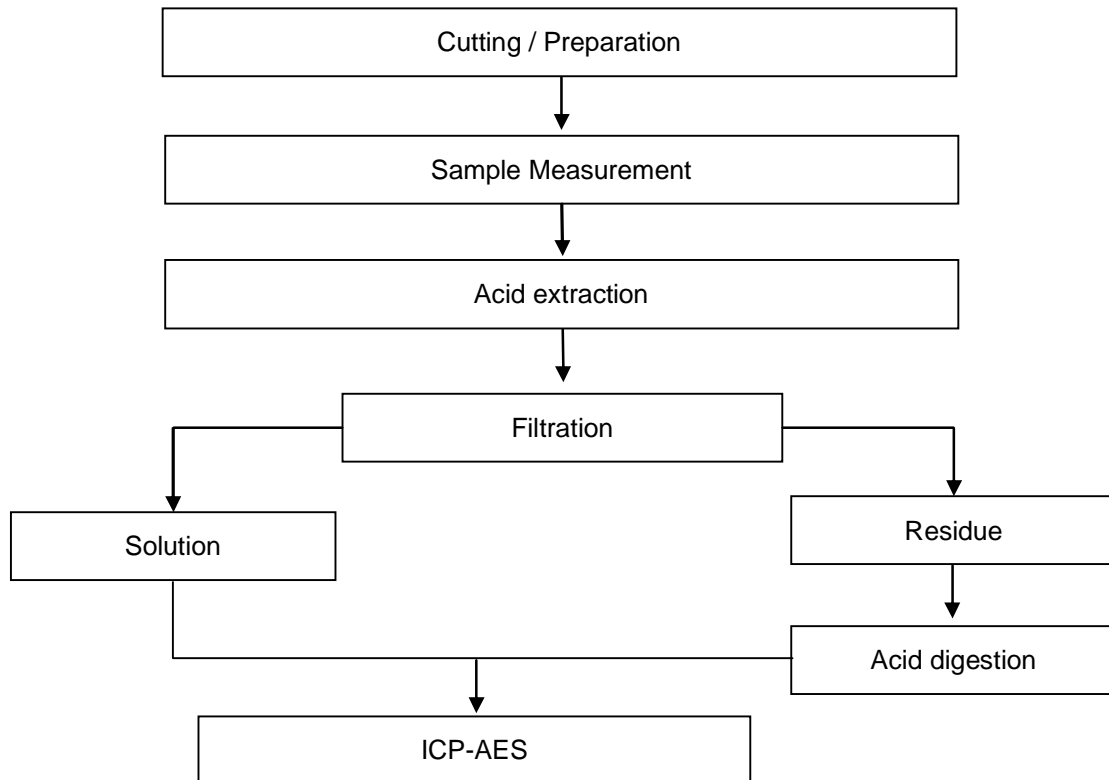 Cutting / Preparation
Sample Measurement
Acid extraction
Filtration
Solution
Residue
Acid digestion
ICP-AES